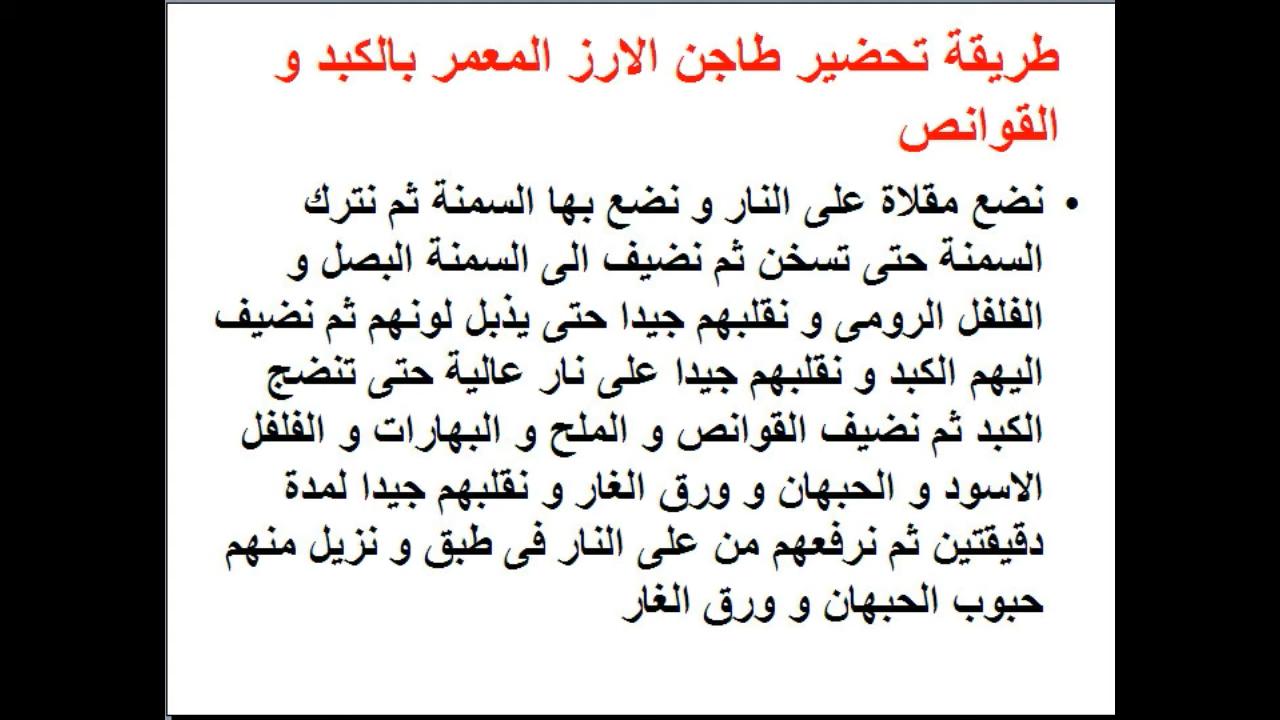 طريقة تحضير طاجن الارز المعمر بالكبد و
القوانص
• نضع مقلاة على النار و نضع بها السمنة ثم نترك
السمنة حتى تسخن ثم نضيف الى السمنة البصل و
الفلفل الرومى و نقلبهم جيدا حتى يذبل لونهم ثم نضيف
اليهم الكبد و نقلبهم جيدا على نار عالية حتى تنضج
الكبد ثم نضيف القوانص و الملح و البهارات و الفلفل
الاسود و الحبهان و ورق الغار و نقلبهم جيدا لمدة
دقيقتين ثم نرفعهم من على النار فى طبق و نزيل منهم
حبوب الحبهان و ورق الغار